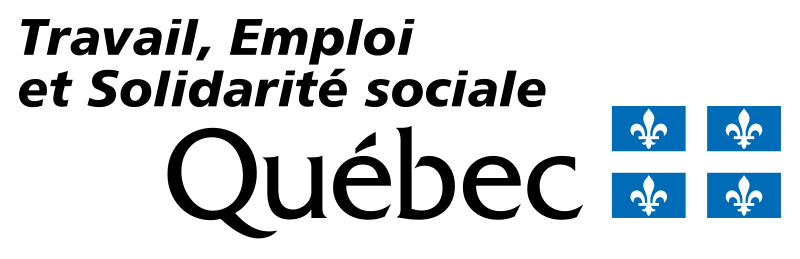 Travail, Emploi
et Solidarité sociale
Québec